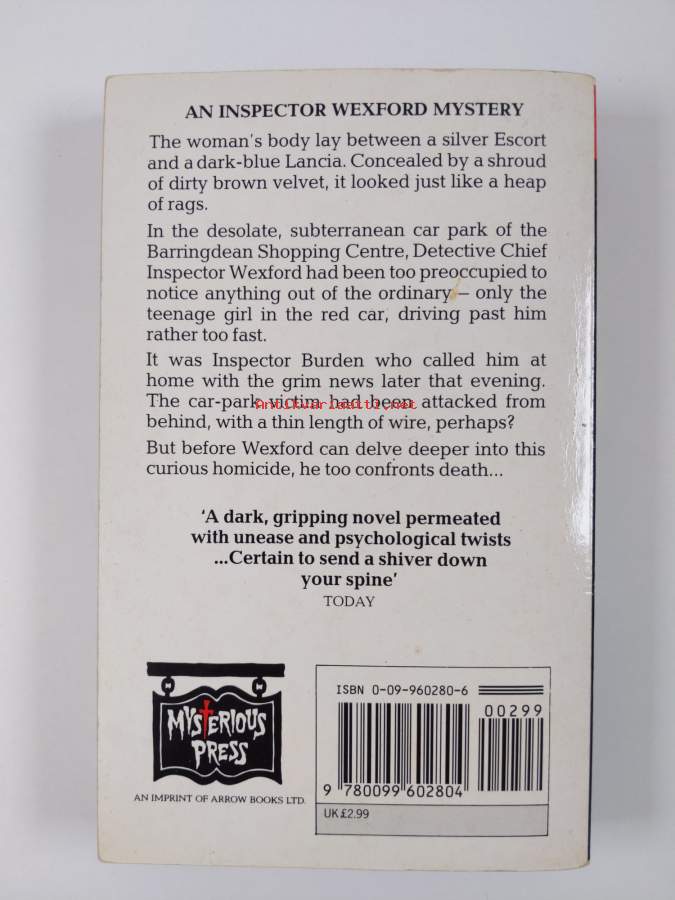 AN INSPECTOR WEXFORD MYSTERY
The woman's body lay between a silver Escort
and a dark-blue Lancia. Concealed by a shroud
of dirty brown velvet, it looked just like a heap
of rags.
In the desolate, subterranean car park of the
Barringdean Shopping Centre, Detective Chief
Inspector Wexford had been too preoccupied to
notice anything out of the ordinary – only the
teenage girl in the red car, driving past him
rather too fast.
It was Inspector Burden who called him at
home with the grim news later that evening.
The car-park victim had been attacked from
Antikvariaatti.net
behind, with a thin length of wire, perhaps?
But before Wexford can delve deeper into this
curious homicide, he too confronts death...
'A dark, gripping novel permeated
with unease and psychological twists
...Certain to send a shiver down
your spine'
TODAY
MYSTERIOUS
PRESS
AN IMPRINT OF ARROW BOOKS LTD.
ISBN 0-09-960280-6
00299
9 780099 602804
UK £2.99